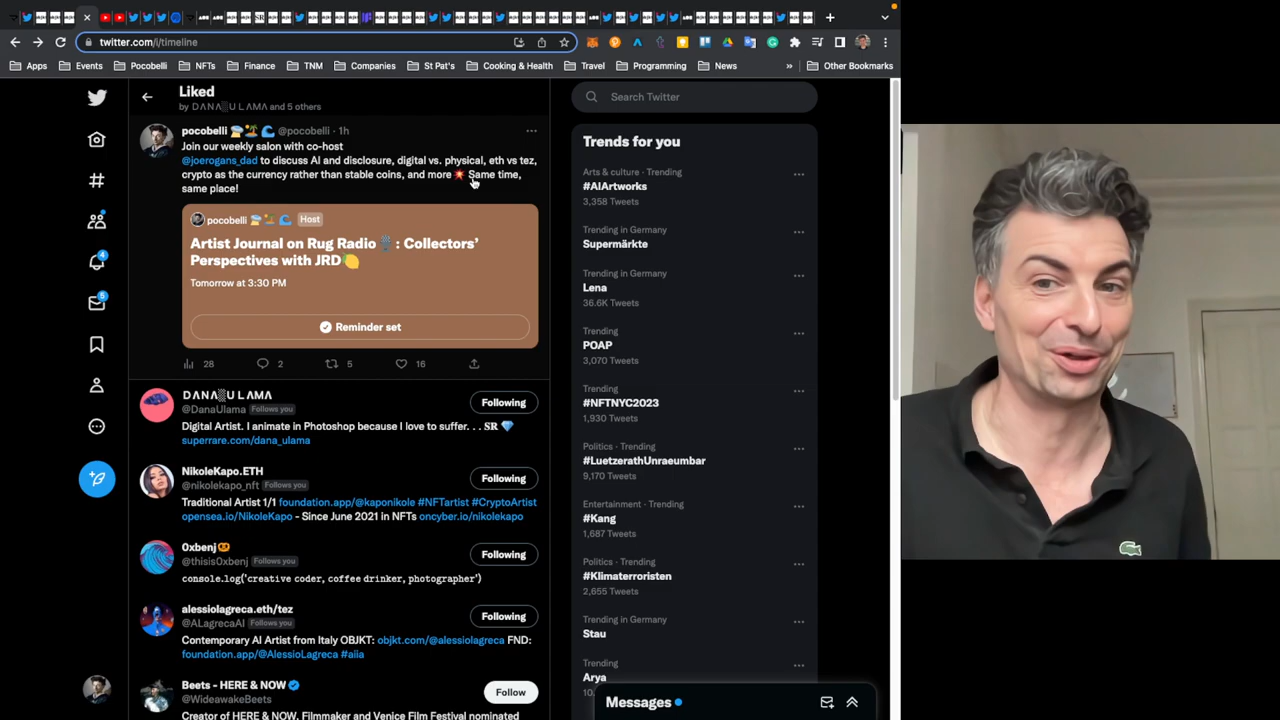 twitter.com/i/timeline
Apps
Events
Pocobelli
NFTs
Finance
TNM
Companies
St Pat's
Cooking & Health
Travel
Programming
News
»
Other Bookmarks
Liked
by DANA░U LAMA and 5 others
pocobelli @pocobelli · 1h
Join our weekly salon with co-host
@joerogans_dad to discuss AI and disclosure, digital vs. physical, eth vs tez,
crypto as the currency rather than stable coins, and more 💥 Same time,
same place!
pocobelli Host
Artist Journal on Rug Radio🎙️: Collectors'
Perspectives with JRD🍋
Tomorrow at 3:30 PM
Reminder set
28 2 5 16
DANA░U LAMA
@DanaUlama Follows you
Following
Digital Artist. I animate in Photoshop because I love to suffer. . . SR 💎
superrare.com/dana_ulama
NikoleKapo.ETH
@nikolekapo_nft Follows you
Following
Traditional Artist 1/1 foundation.app/@kaponikole #NFTartist #CryptoArtist
opensea.io/NikoleKapo - Since June 2021 in NFTs oncyber.io/nikolekapo
0xbenj🎃
@thisis0xbenj Follows you
Following
console.log('creative coder, coffee drinker, photographer')
alessiolagreca.eth/tez
@ALagrecaAI Follows you
Following
Contemporary AI Artist from Italy OBJKT: objkt.com/@alessiolagreca FND:
foundation.app/@AlessioLagreca #aiia
Beets - HERE & NOW
@WideawakeBeets
Follow
Creator of HERE & NOW, Filmmaker and Venice Film Festival nominated
4
5
Search Twitter
Trends for you
Arts & culture · Trending
#AIArtworks
3,358 Tweets
Trending in Germany
Supermärkte
Trending in Germany
Lena
36.6K Tweets
Trending
POAP
3,070 Tweets
Trending
#NFTNYC2023
1,930 Tweets
Politics · Trending
#LuetzerathUnraeumbar
9,170 Tweets
Entertainment · Trending
#Kang
1,687 Tweets
Politics · Trending
#Klimaterroristen
2,655 Tweets
Trending in Germany
Stau
Trending
Arya
Messages